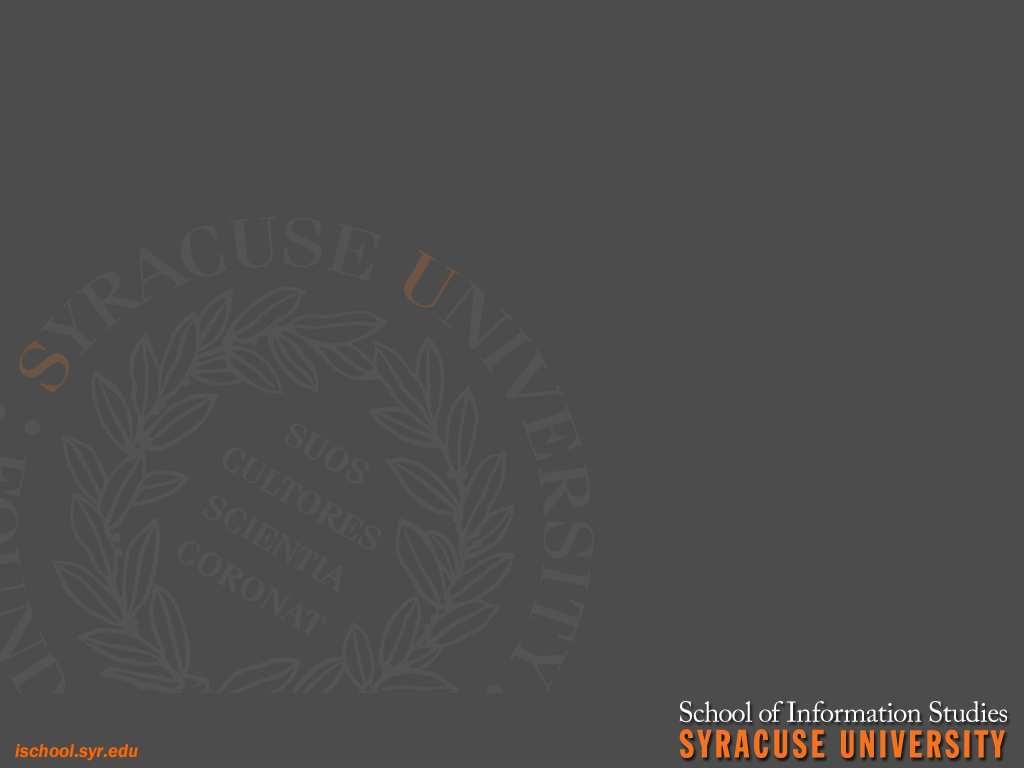 SYRACUSE UNIVERSITY
SUOS
CULTORES
SCIENTIA
CORONAT
School of Information Studies
SYRACUSE UNIVERSITY
ischool.syr.edu